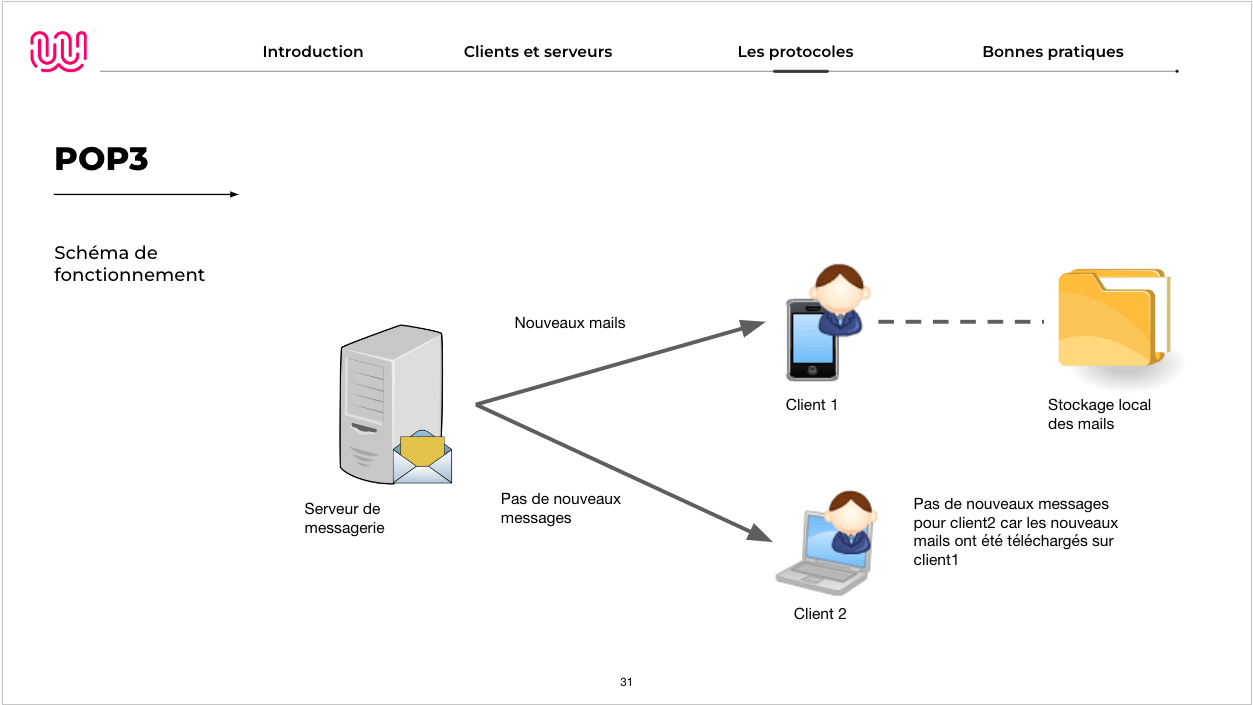 Introduction
Clients et serveurs
Les protocoles
Bonnes pratiques
POP3
Schéma de
fonctionnement
Nouveaux mails
Client 1
Stockage local
des mails
Serveur de
messagerie
Pas de nouveaux
messages
Pas de nouveaux messages
pour client2 car les nouveaux
mails ont été téléchargés sur
client1
Client 2
31